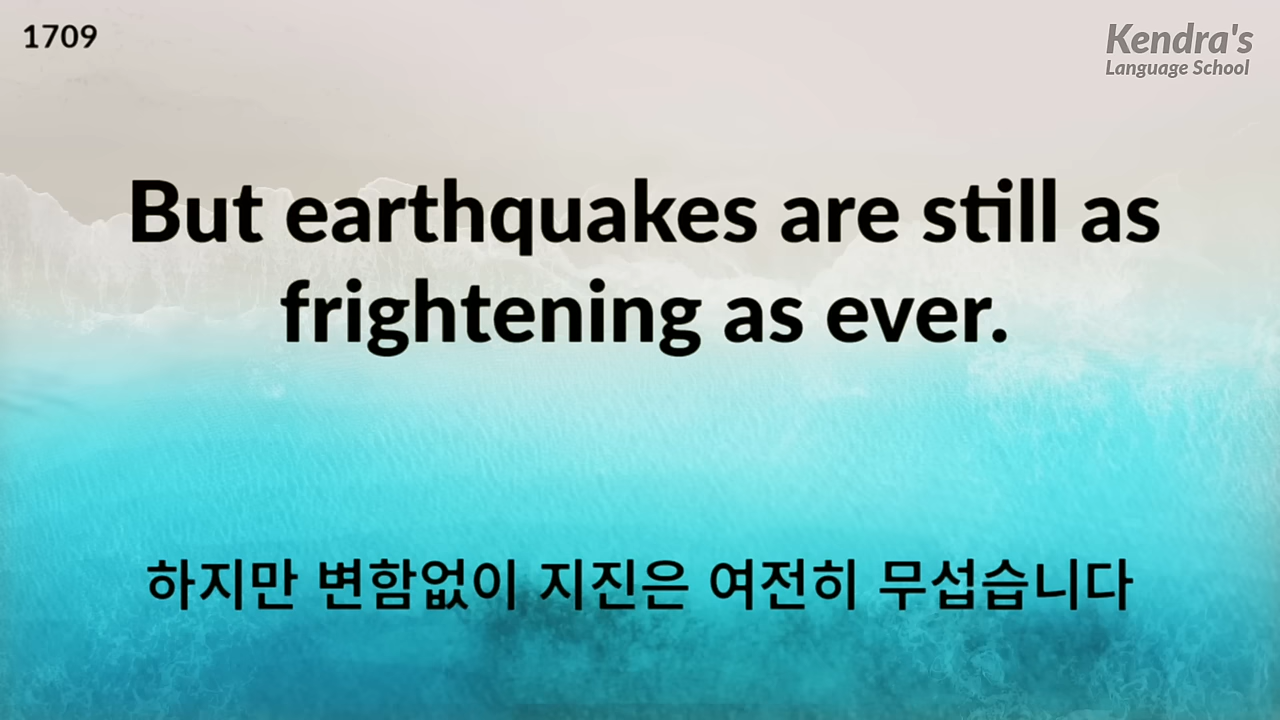 1709
Kendra's
Language School
But earthquakes are still as
frightening as ever.
하지만 변함없이 지진은 여전히 무섭습니다